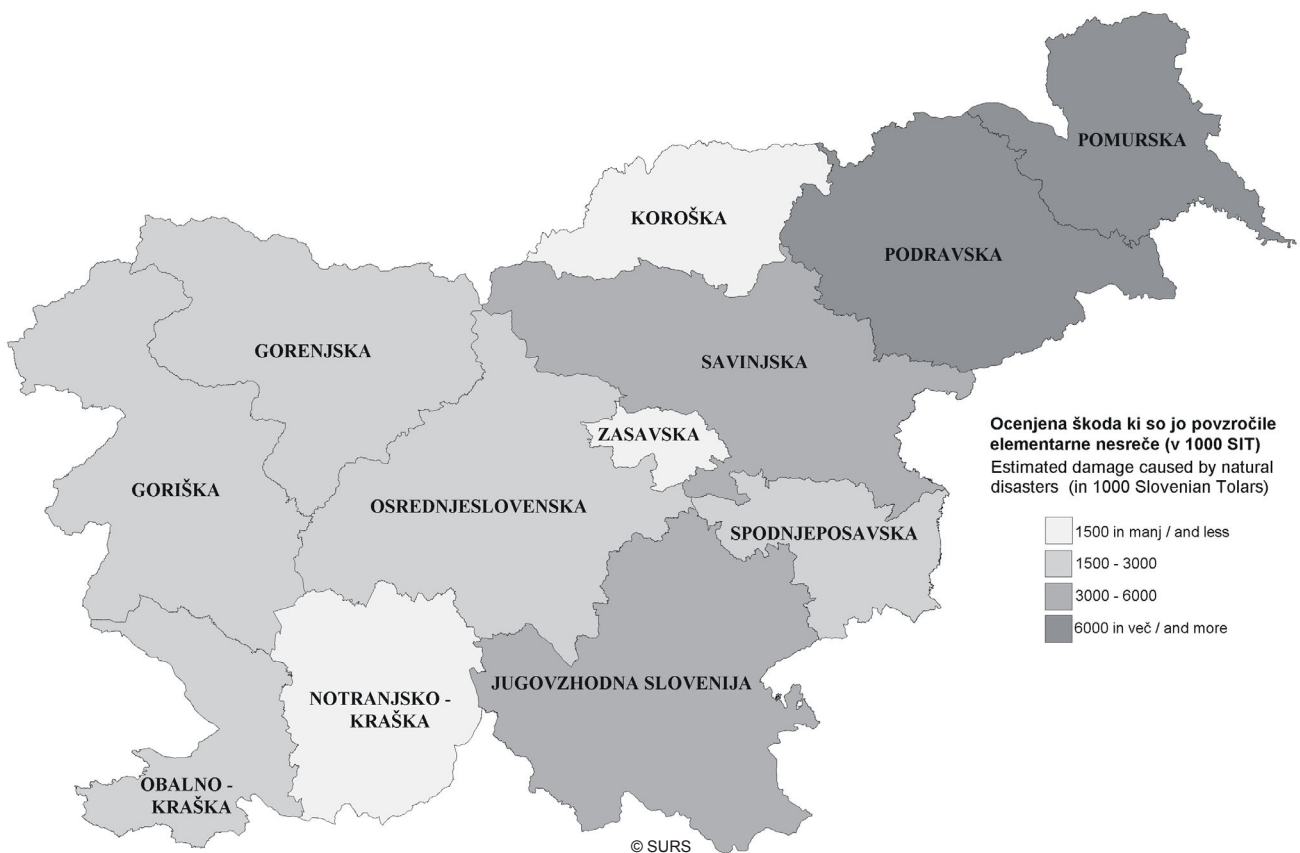 POMURSKA
KOROŠKA
PODRAVSKA
GORENJSKA
SAVINJSKA
ZASAVSKA
GORIŠKA
OSREDNJESLOVENSKA
SPODNJEPOSAVSKA
JUGOVZHODNA SLOVENIJA
NOTRANJSKO -
KRAŠKA
OBALNO -
KRAŠKA
Ocenjena škoda ki so jo povzročile
elementarne nesreče (v 1000 SIT)
Estimated damage caused by natural
disasters (in 1000 Slovenian Tolars)
1500 in manj / and less
1500 - 3000
3000 - 6000
6000 in več / and more
© SURS